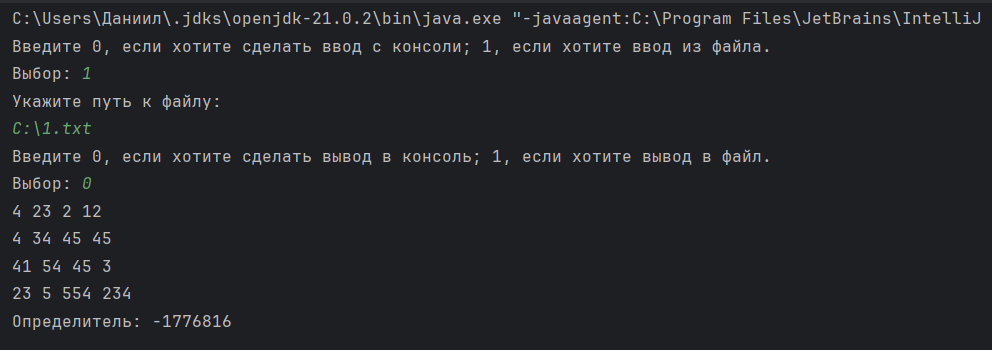 C:\Users\Даниил\.jdks\openjdk-21.0.2\bin\java.exe "-javaagent:C:\Program Files\JetBrains\IntelliJ
Введите 0, если хотите сделать ввод с консоли; 1, если хотите ввод из файла.
Выбор: 1
Укажите путь к файлу:
C:\1.txt
Введите 0, если хотите сделать вывод в консоль; 1, если хотите вывод в файл.
Выбор: 0
4 23 2 12
4 34 45 45
41 54 45 3
23 5 554 234
Определитель: -1776816